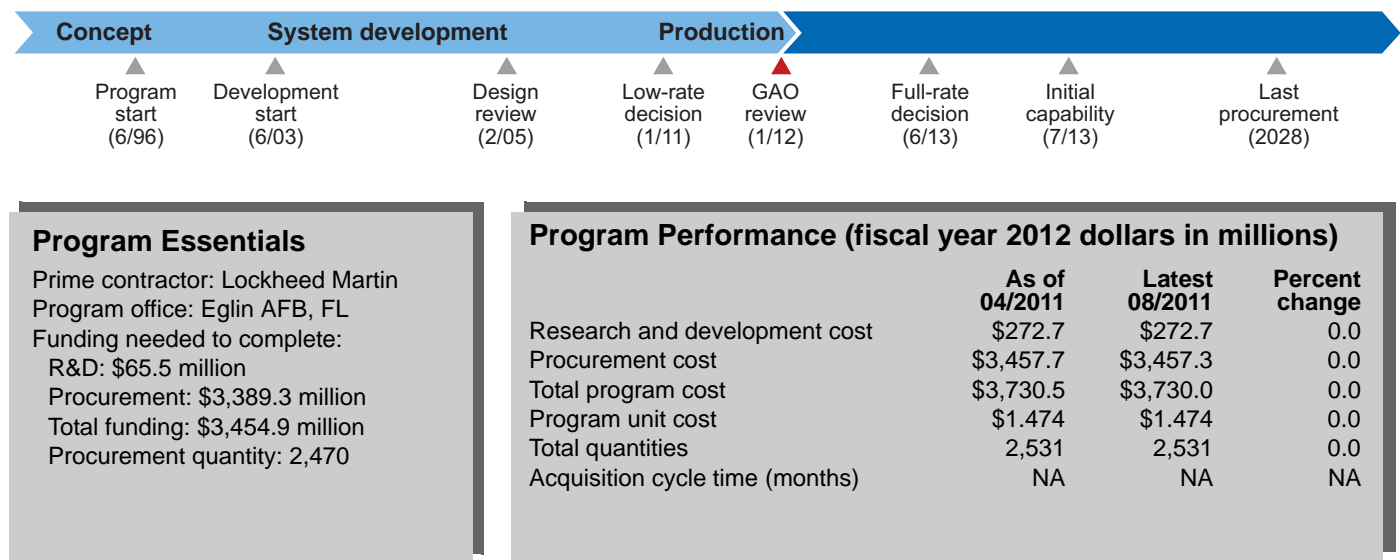 Concept System development Production
Program start (6/96)
Development start (6/03)
Design review (2/05)
Low-rate decision (1/11)
GAO review (1/12)
Full-rate decision (6/13)
Initial capability (7/13)
Last procurement (2028)
Program Essentials
Prime contractor: Lockheed Martin
Program office: Eglin AFB, FL
Funding needed to complete:
R&D: $65.5 million
Procurement: $3,389.3 million
Total funding: $3,454.9 million
Procurement quantity: 2,470
Program Performance (fiscal year 2012 dollars in millions)
As of 04/2011 Latest 08/2011 Percent change
Research and development cost $272.7 $272.7 0.0
Procurement cost $3,457.7 $3,457.3 0.0
Total program cost $3,730.5 $3,730.0 0.0
Program unit cost $1.474 $1.474 0.0
Total quantities 2,531 2,531 0.0
Acquisition cycle time (months) NA NA NA